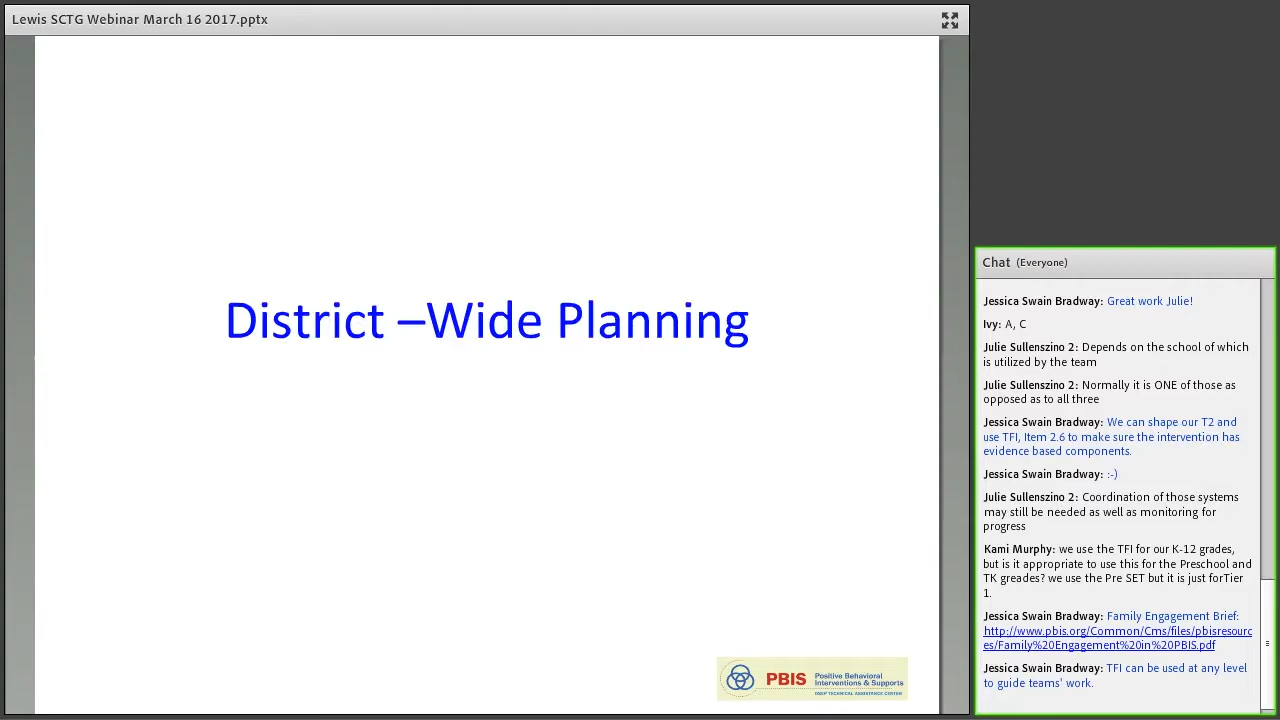 Lewis SCTG Webinar March 16 2017.pptx
District –Wide Planning
PBIS
Positive Behavioral
Interventions & Supports
OSEP TECHNICAL ASSISTANCE CENTER
Chat (Everyone)
Jessica Swain Bradway: Great work Julie!
Ivy: A, C
Julie Sullenszino 2: Depends on the school of which
is utilized by the team
Julie Sullenszino 2: Normally it is ONE of those as
opposed as to all three
Jessica Swain Bradway: We can shape our T2 and
use TFI, Item 2.6 to make sure the intervention has
evidence based components.
Jessica Swain Bradway: :-)
Julie Sullenszino 2: Coordination of those systems
may still be needed as well as monitoring for
progress
Kami Murphy: we use the TFI for our K-12 grades,
but is it appropriate to use this for the Preschool and
TK greades? we use the Pre SET but it is just forTier
1.
Jessica Swain Bradway: Family Engagement Brief:
http://www.pbis.org/Common/Cms/files/pbisresourc
es/Family%20Engagement%20in%20PBIS.pdf
Jessica Swain Bradway: TFI can be used at any level
to guide teams' work.